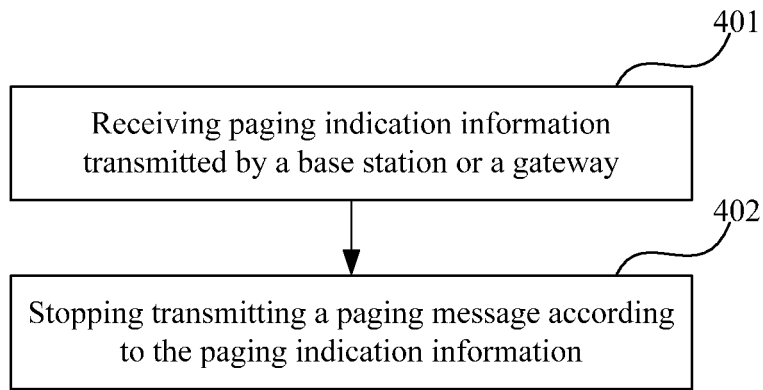 401
Receiving paging indication information
transmitted by a base station or a gateway
402
Stopping transmitting a paging message according
to the paging indication information